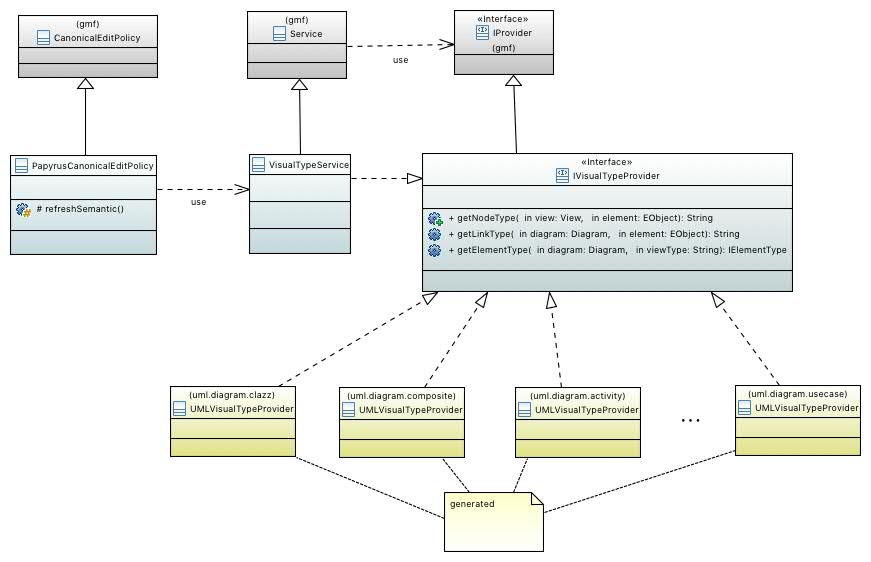 (gmf)
CanonicalEditPolicy
(gmf)
Service
«Interface»
IProvider
(gmf)
use
PapyrusCanonicalEditPolicy
# refreshSemantic()
use
VisualTypeService
«Interface»
IVisualTypeProvider
+ getNodeType( in view: View, in element: EObject): String
+ getLinkType( in diagram: Diagram, in element: EObject): String
+ getElementType( in diagram: Diagram, in viewType: String): IElementType
(uml.diagram.clazz)
UMLVisualTypeProvider
(uml.diagram.composite)
UMLVisualTypeProvider
(uml.diagram.activity)
UMLVisualTypeProvider
...
(uml.diagram.usecase)
UMLVisualTypeProvider
generated